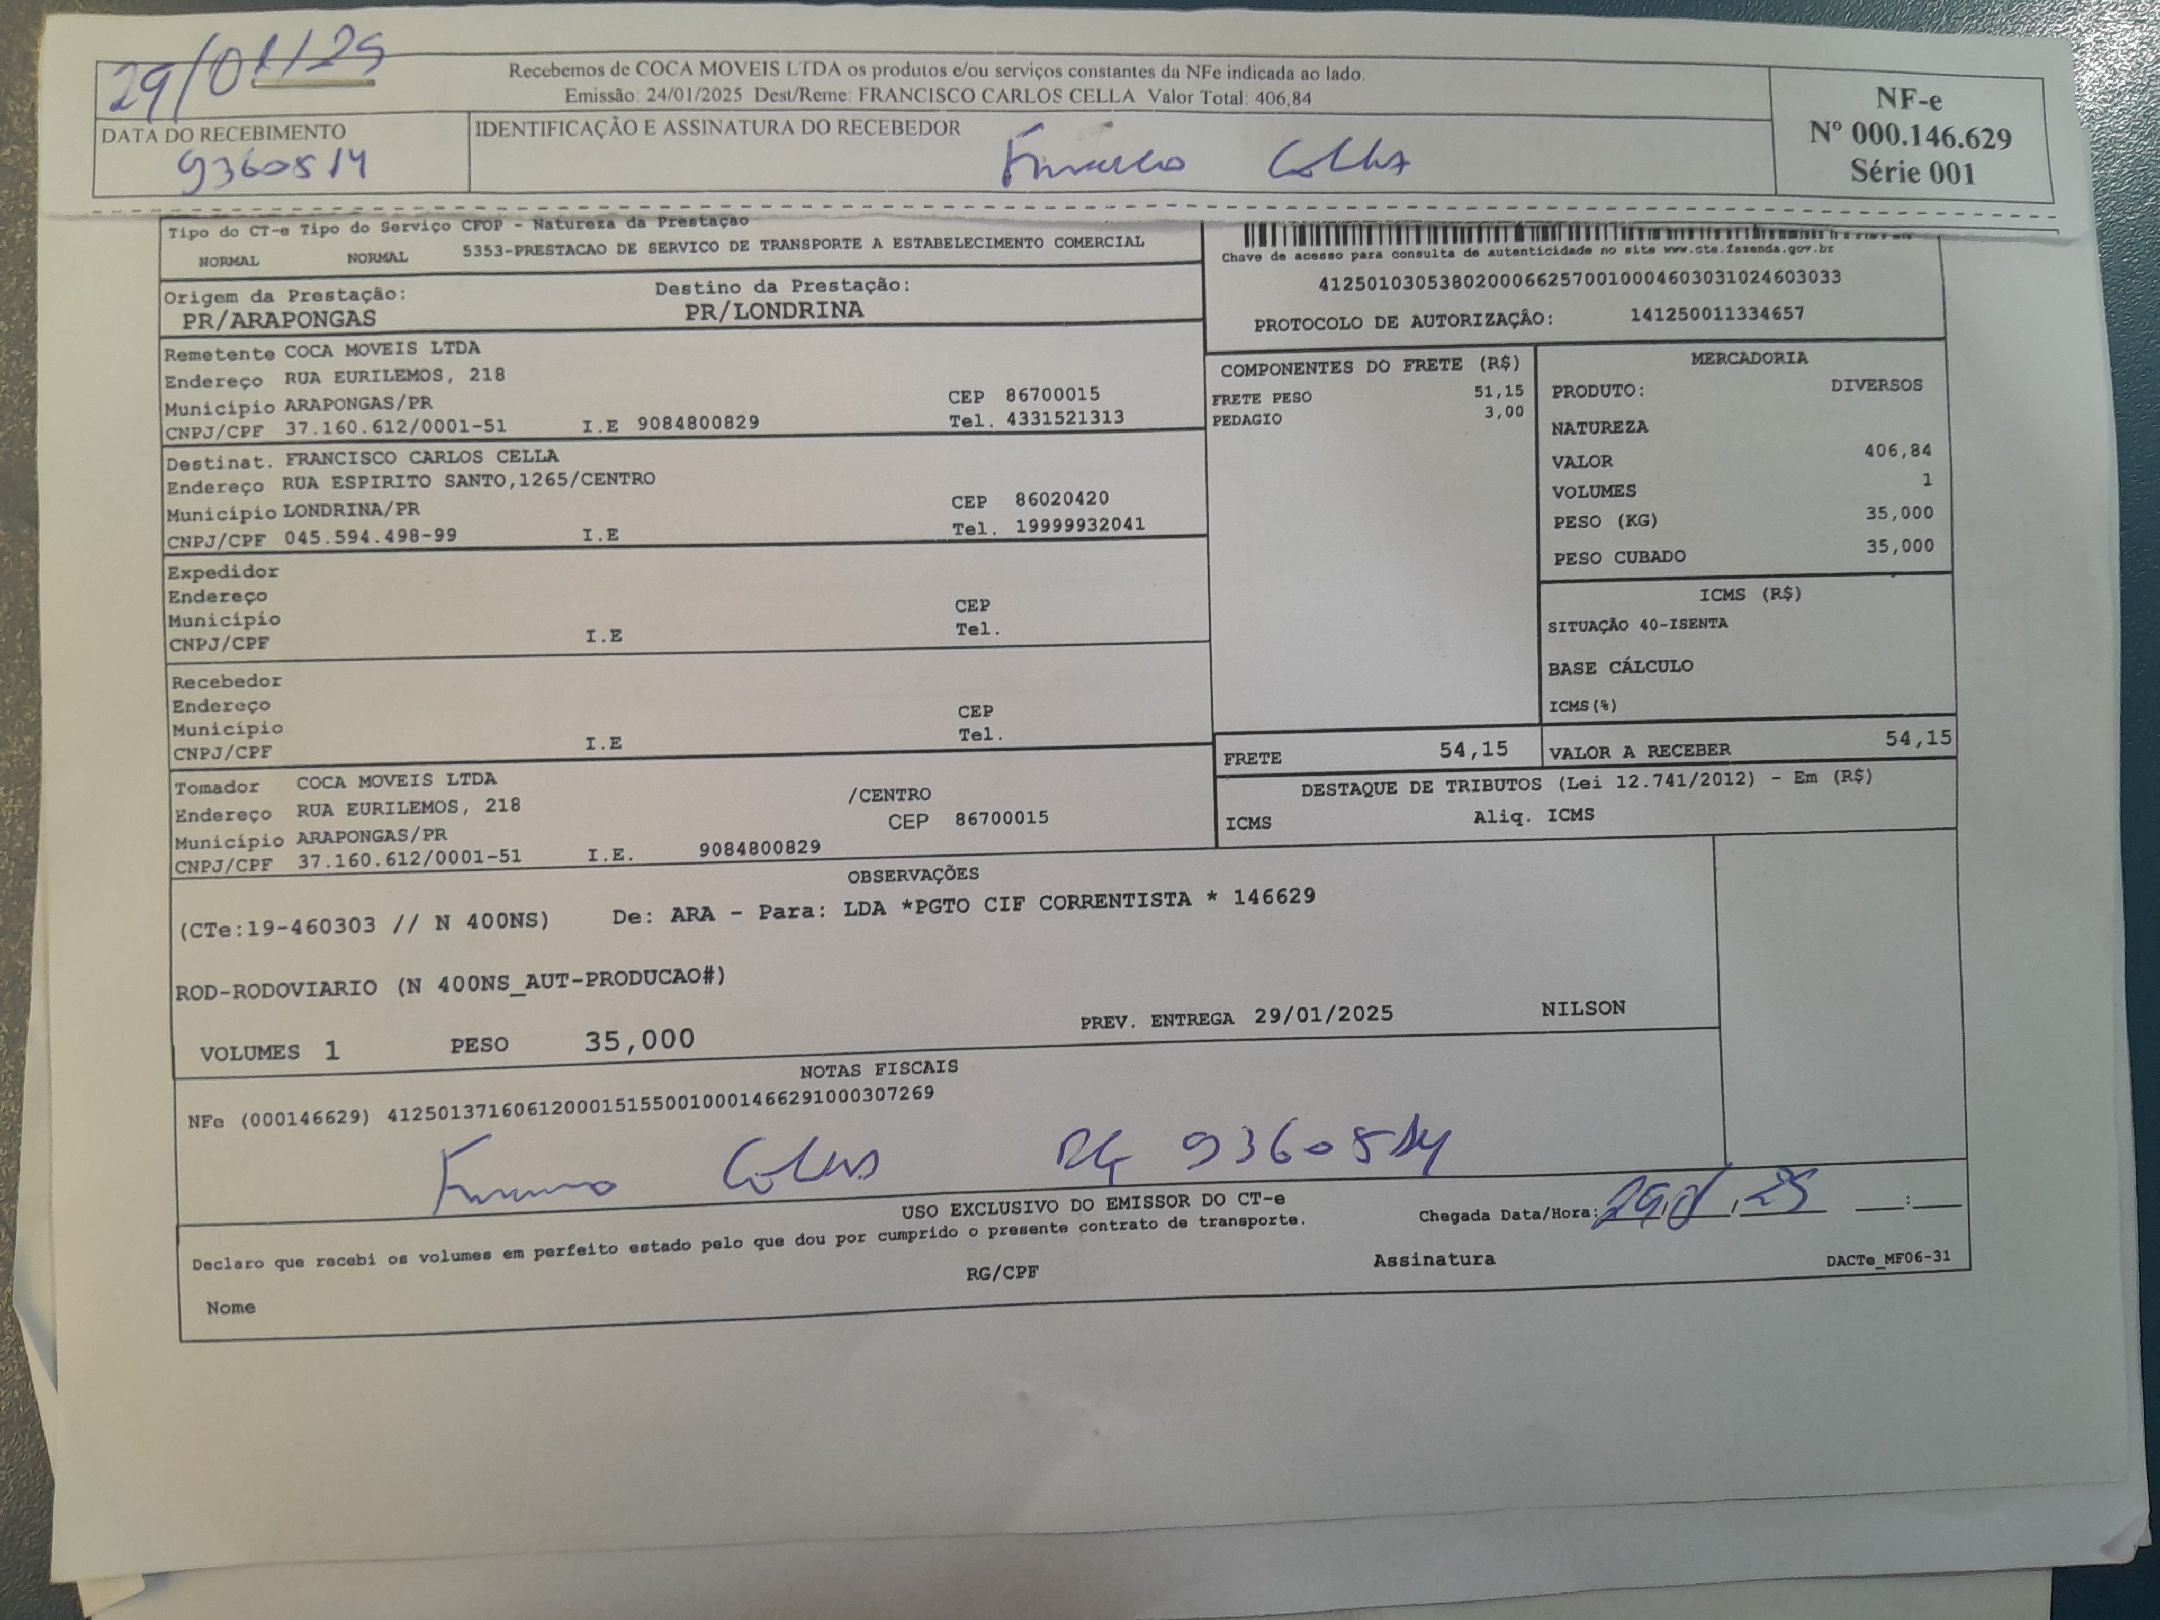 29/01/25
Recebemos de COCA MOVEIS LTDA os produtos e/ou serviços constantes da NFe indicada ao lado.
Emissão: 24/01/2025 Dest/Reme: FRANCISCO CARLOS CELLA Valor Total: 406,84
DATA DO RECEBIMENTO
9360514
IDENTIFICAÇÃO E ASSINATURA DO RECEBEDOR
NF-e
Nº 000.146.629
Série 001
Tipo do CT-e Tipo do Serviço CFOP - Natureza da Prestação
NORMAL NORMAL 5353-PRESTACAO DE SERVICO DE TRANSPORTE A ESTABELECIMENTO COMERCIAL
Chave de acesso para consulta de autenticidade no site www.cte.fazenda.gov.br
41250103053802000662570010004603031024603033
PROTOCOLO DE AUTORIZAÇÃO: 141250011334657
Origem da Prestação: Destino da Prestação:
PR/ARAPONGAS PR/LONDRINA
Remetente COCA MOVEIS LTDA
Endereço RUA EURILEMOS, 218
Município ARAPONGAS/PR CEP 86700015
CNPJ/CPF 37.160.612/0001-51 I.E 9084800829 Tel. 4331521313
Destinat. FRANCISCO CARLOS CELLA
Endereço RUA ESPIRITO SANTO,1265/CENTRO
Município LONDRINA/PR CEP 86020420
CNPJ/CPF 045.594.498-99 I.E Tel. 19999932041
Expedidor
Endereço
Município CEP
CNPJ/CPF I.E Tel.
Recebedor
Endereço
Município CEP
CNPJ/CPF I.E Tel.
Tomador COCA MOVEIS LTDA
Endereço RUA EURILEMOS, 218 /CENTRO
Município ARAPONGAS/PR CEP 86700015
CNPJ/CPF 37.160.612/0001-51 I.E. 9084800829
COMPONENTES DO FRETE (R$)
FRETE PESO 51,15
PEDAGIO 3,00
MERCADORIA
PRODUTO: DIVERSOS
NATUREZA
VALOR 406,84
VOLUMES 1
PESO (KG) 35,000
PESO CUBADO 35,000
ICMS (R$)
SITUAÇÃO 40-ISENTA
BASE CÁLCULO
ICMS(%)
FRETE 54,15 VALOR A RECEBER 54,15
DESTAQUE DE TRIBUTOS (Lei 12.741/2012) - Em (R$)
ICMS Aliq. ICMS
OBSERVAÇÕES
(CTe:19-460303 // N 400NS) De: ARA - Para: LDA *PGTO CIF CORRENTISTA * 146629
ROD-RODOVIARIO (N 400NS_AUT-PRODUCAO#)
VOLUMES 1 PESO 35,000 PREV. ENTREGA 29/01/2025 NILSON
NOTAS FISCAIS
NFe (000146629) 41250137160612000151550010001466291000307269
RG 9360514
USO EXCLUSIVO DO EMISSOR DO CT-e
Declaro que recebi os volumes em perfeito estado pelo que dou por cumprido o presente contrato de transporte. Chegada Data/Hora:
Nome RG/CPF Assinatura DACTe_MF06-31